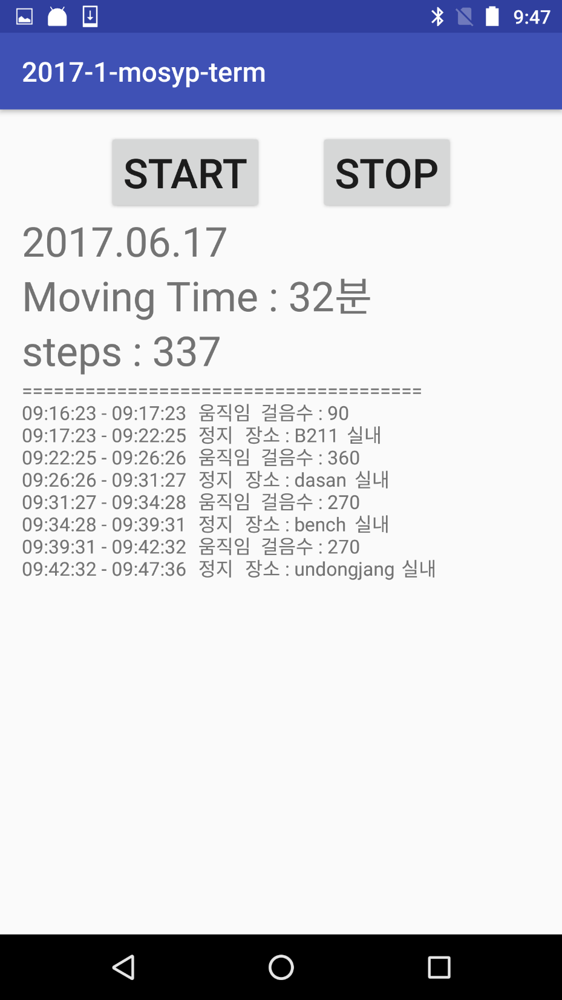 9:47
2017-1-mosyp-term
START STOP
2017.06.17
Moving Time : 32분
steps : 337
======================================
09:16:23 - 09:17:23 움직임 걸음수 : 90
09:17:23 - 09:22:25 정지 장소 : B211 실내
09:22:25 - 09:26:26 움직임 걸음수 : 360
09:26:26 - 09:31:27 정지 장소 : dasan 실내
09:31:27 - 09:34:28 움직임 걸음수 : 270
09:34:28 - 09:39:31 정지 장소 : bench 실내
09:39:31 - 09:42:32 움직임 걸음수 : 270
09:42:32 - 09:47:36 정지 장소 : undongjang 실내